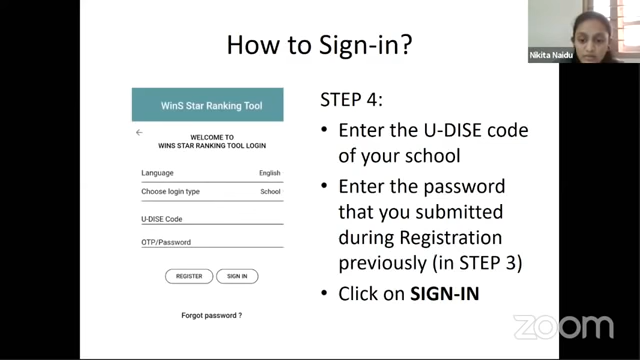 How to Sign-in?
Nikita Naidu
WinS Star Ranking Tool
WELCOME TO
WINS STAR RANKING TOOL LOGIN
Language English
Choose login type School
U-DISE Code
OTP/Password
REGISTER SIGN IN
Forgot password ?
STEP 4:
• Enter the U-DISE code
of your school
• Enter the password
that you submitted
during Registration
previously (in STEP 3)
• Click on SIGN-IN
zoom